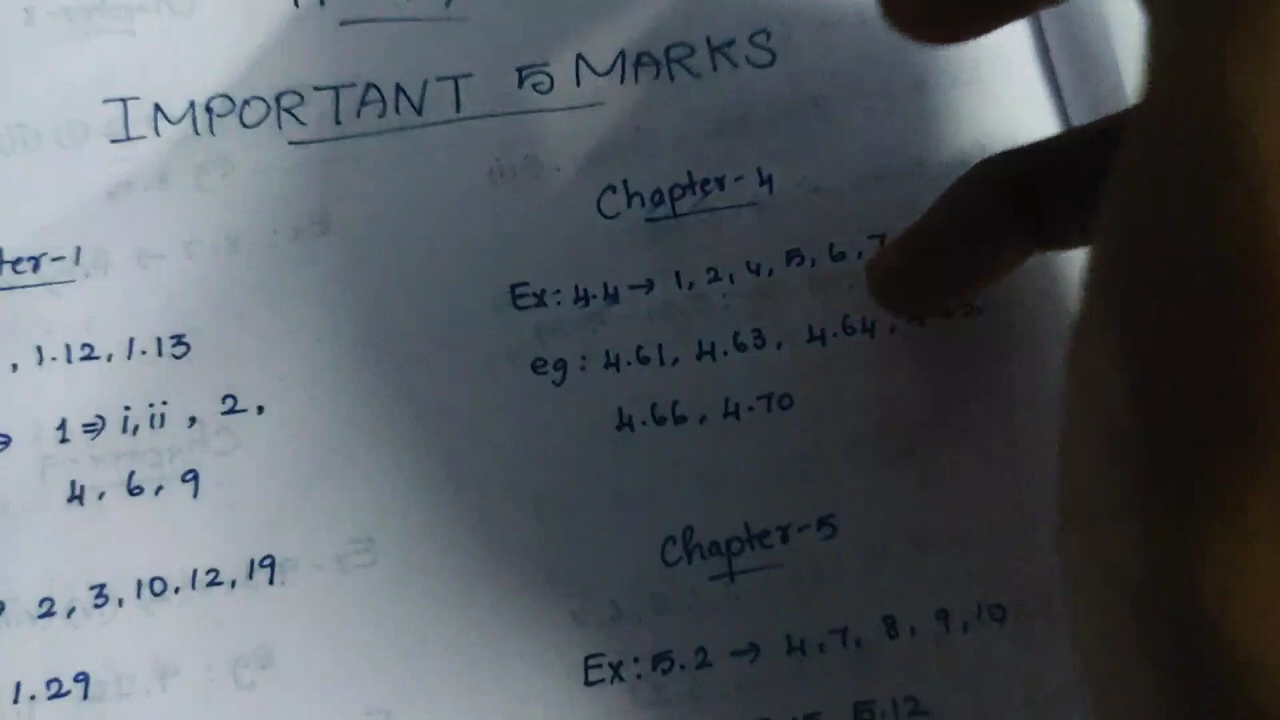 IMPORTANT 5 MARKS
ter-1
, 1.12, 1.13
1 ⇒ i, ii , 2,
4, 6, 9
2, 3, 10, 12, 19
1.29
Chapter-4
Ex: 4.4 → 1, 2, 4, 5, 6, 7
eg: 4.61, 4.63, 4.64,
4.66, 4.70
Chapter-5
Ex: 5.2 → 4, 7, 8, 9, 10
5.12